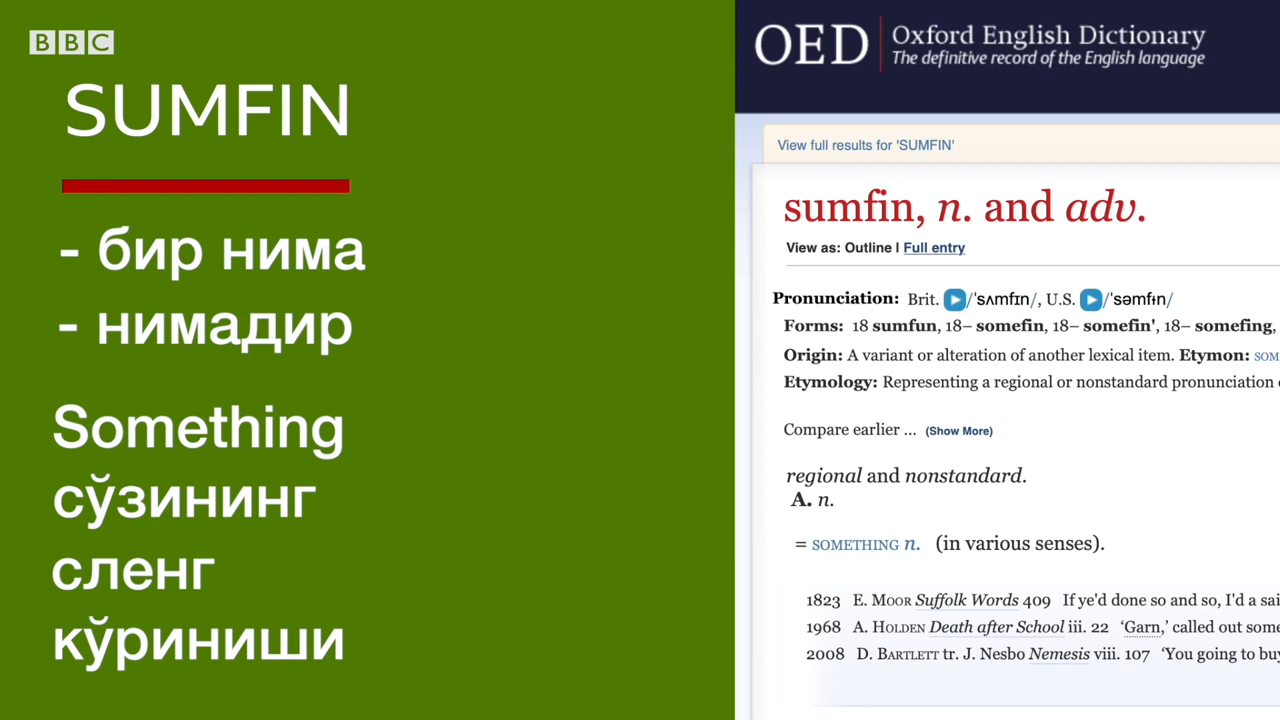 BBC
SUMFIN
- бир нима
- нимадир
Something
сўзининг
сленг
кўриниши
OED Oxford English Dictionary
The definitive record of the English language
View full results for 'SUMFIN'
sumfin, n. and adv.
View as: Outline | Full entry
Pronunciation: Brit. /ˈsʌmfɪn/, U.S. /ˈsəmfᵻn/
Forms: 18 sumfun, 18– somefin, 18– somefin', 18– somefing,
Origin: A variant or alteration of another lexical item. Etymon: SOM
Etymology: Representing a regional or nonstandard pronunciation
Compare earlier ... (Show More)
regional and nonstandard.
A. n.
= SOMETHING n. (in various senses).
1823 E. MOOR Suffolk Words 409 If ye'd done so and so, I'd a sai
1968 A. HOLDEN Death after School iii. 22 ‘Garn,’ called out some
2008 D. BARTLETT tr. J. Nesbo Nemesis viii. 107 ‘You going to buy